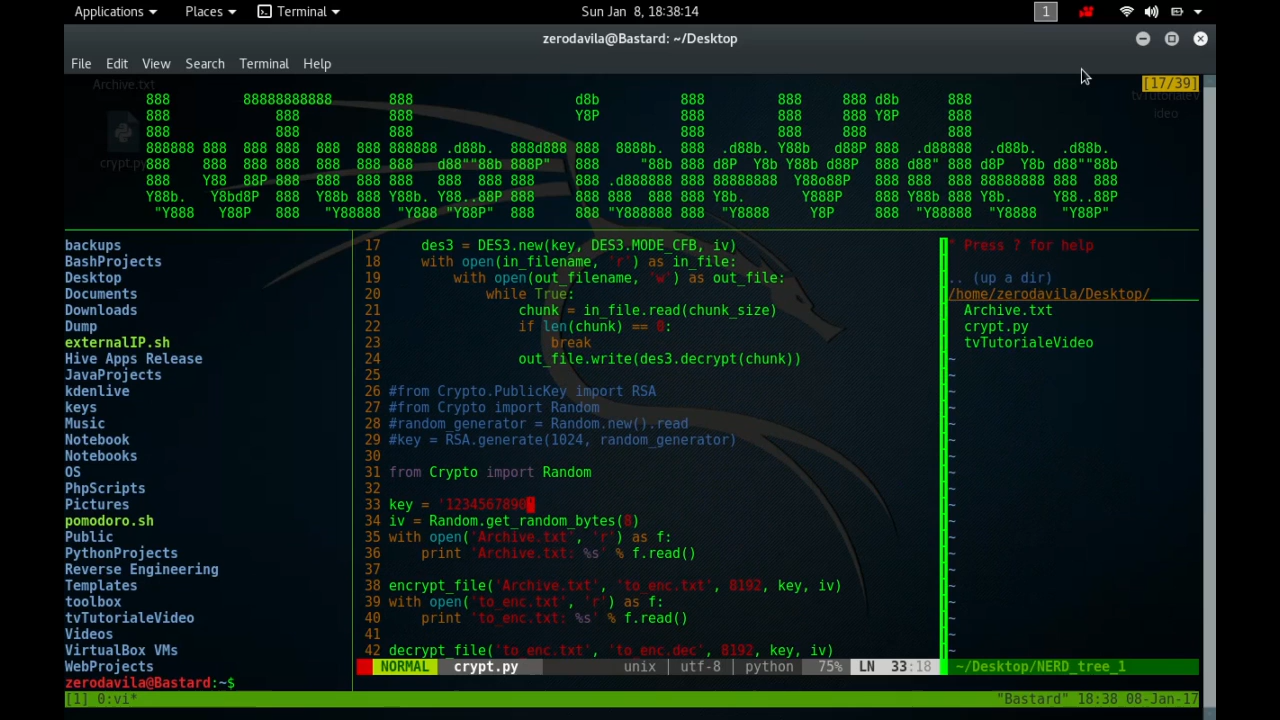 Applications Places Terminal Sun Jan 8, 18:38:14 1
zerodavila@Bastard: ~/Desktop
File Edit View Search Terminal Help
Archive.txt
[17/39]
crypt.py
tvTutorialeVideo
backups
BashProjects
Desktop
Documents
Downloads
Dump
externalIP.sh
Hive Apps Release
JavaProjects
kdenlive
keys
Music
Notebook
Notebooks
OS
PhpScripts
Pictures
pomodoro.sh
Public
PythonProjects
Reverse Engineering
Templates
toolbox
tvTutorialeVideo
Videos
VirtualBox VMs
WebProjects
zerodavila@Bastard:~$
17 des3 = DES3.new(key, DES3.MODE_CFB, iv)
18 with open(in_filename, 'r') as in_file:
19 with open(out_filename, 'w') as out_file:
20 while True:
21 chunk = in_file.read(chunk_size)
22 if len(chunk) == 0:
23 break
24 out_file.write(des3.decrypt(chunk))
25
26 #from Crypto.PublicKey import RSA
27 #from Crypto import Random
28 #random_generator = Random.new().read
29 #key = RSA.generate(1024, random_generator)
30
31 from Crypto import Random
32
33 key = '1234567890'
34 iv = Random.get_random_bytes(8)
35 with open('Archive.txt', 'r') as f:
36 print 'Archive.txt: %s' % f.read()
37
38 encrypt_file('Archive.txt', 'to_enc.txt', 8192, key, iv)
39 with open('to_enc.txt', 'r') as f:
40 print 'to_enc.txt: %s' % f.read()
41
42 decrypt_file('to_enc.txt', 'to_enc.dec', 8192, key, iv)
NORMAL crypt.py unix | utf-8 | python 75% LN 33:18
" Press ? for help
.. (up a dir)
/home/zerodavila/Desktop/
Archive.txt
crypt.py
tvTutorialeVideo
~/Desktop/NERD_tree_1
[1] 0:vi* "Bastard" 18:38 08-Jan-17